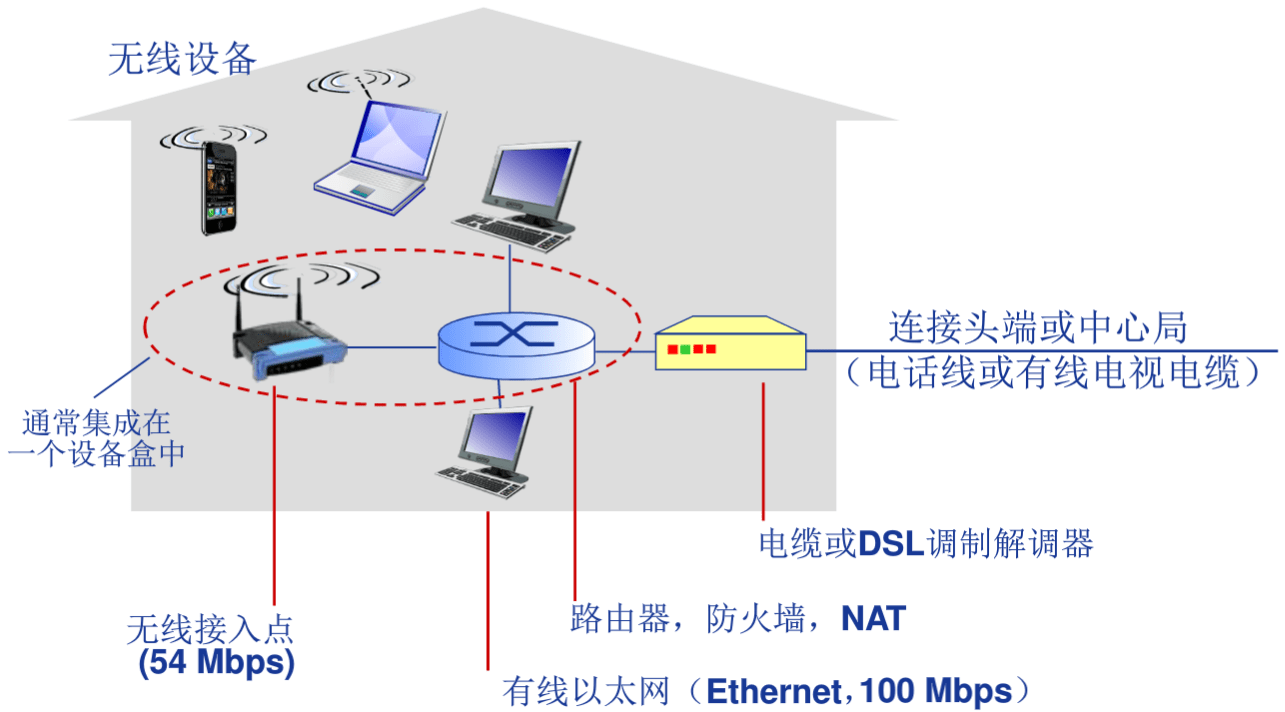 无线设备
连接头端或中心局
（电话线或有线电视电缆）
通常集成在
一个设备盒中
电缆或DSL调制解调器
路由器，防火墙，NAT
无线接入点
(54 Mbps)
有线以太网（Ethernet，100 Mbps）